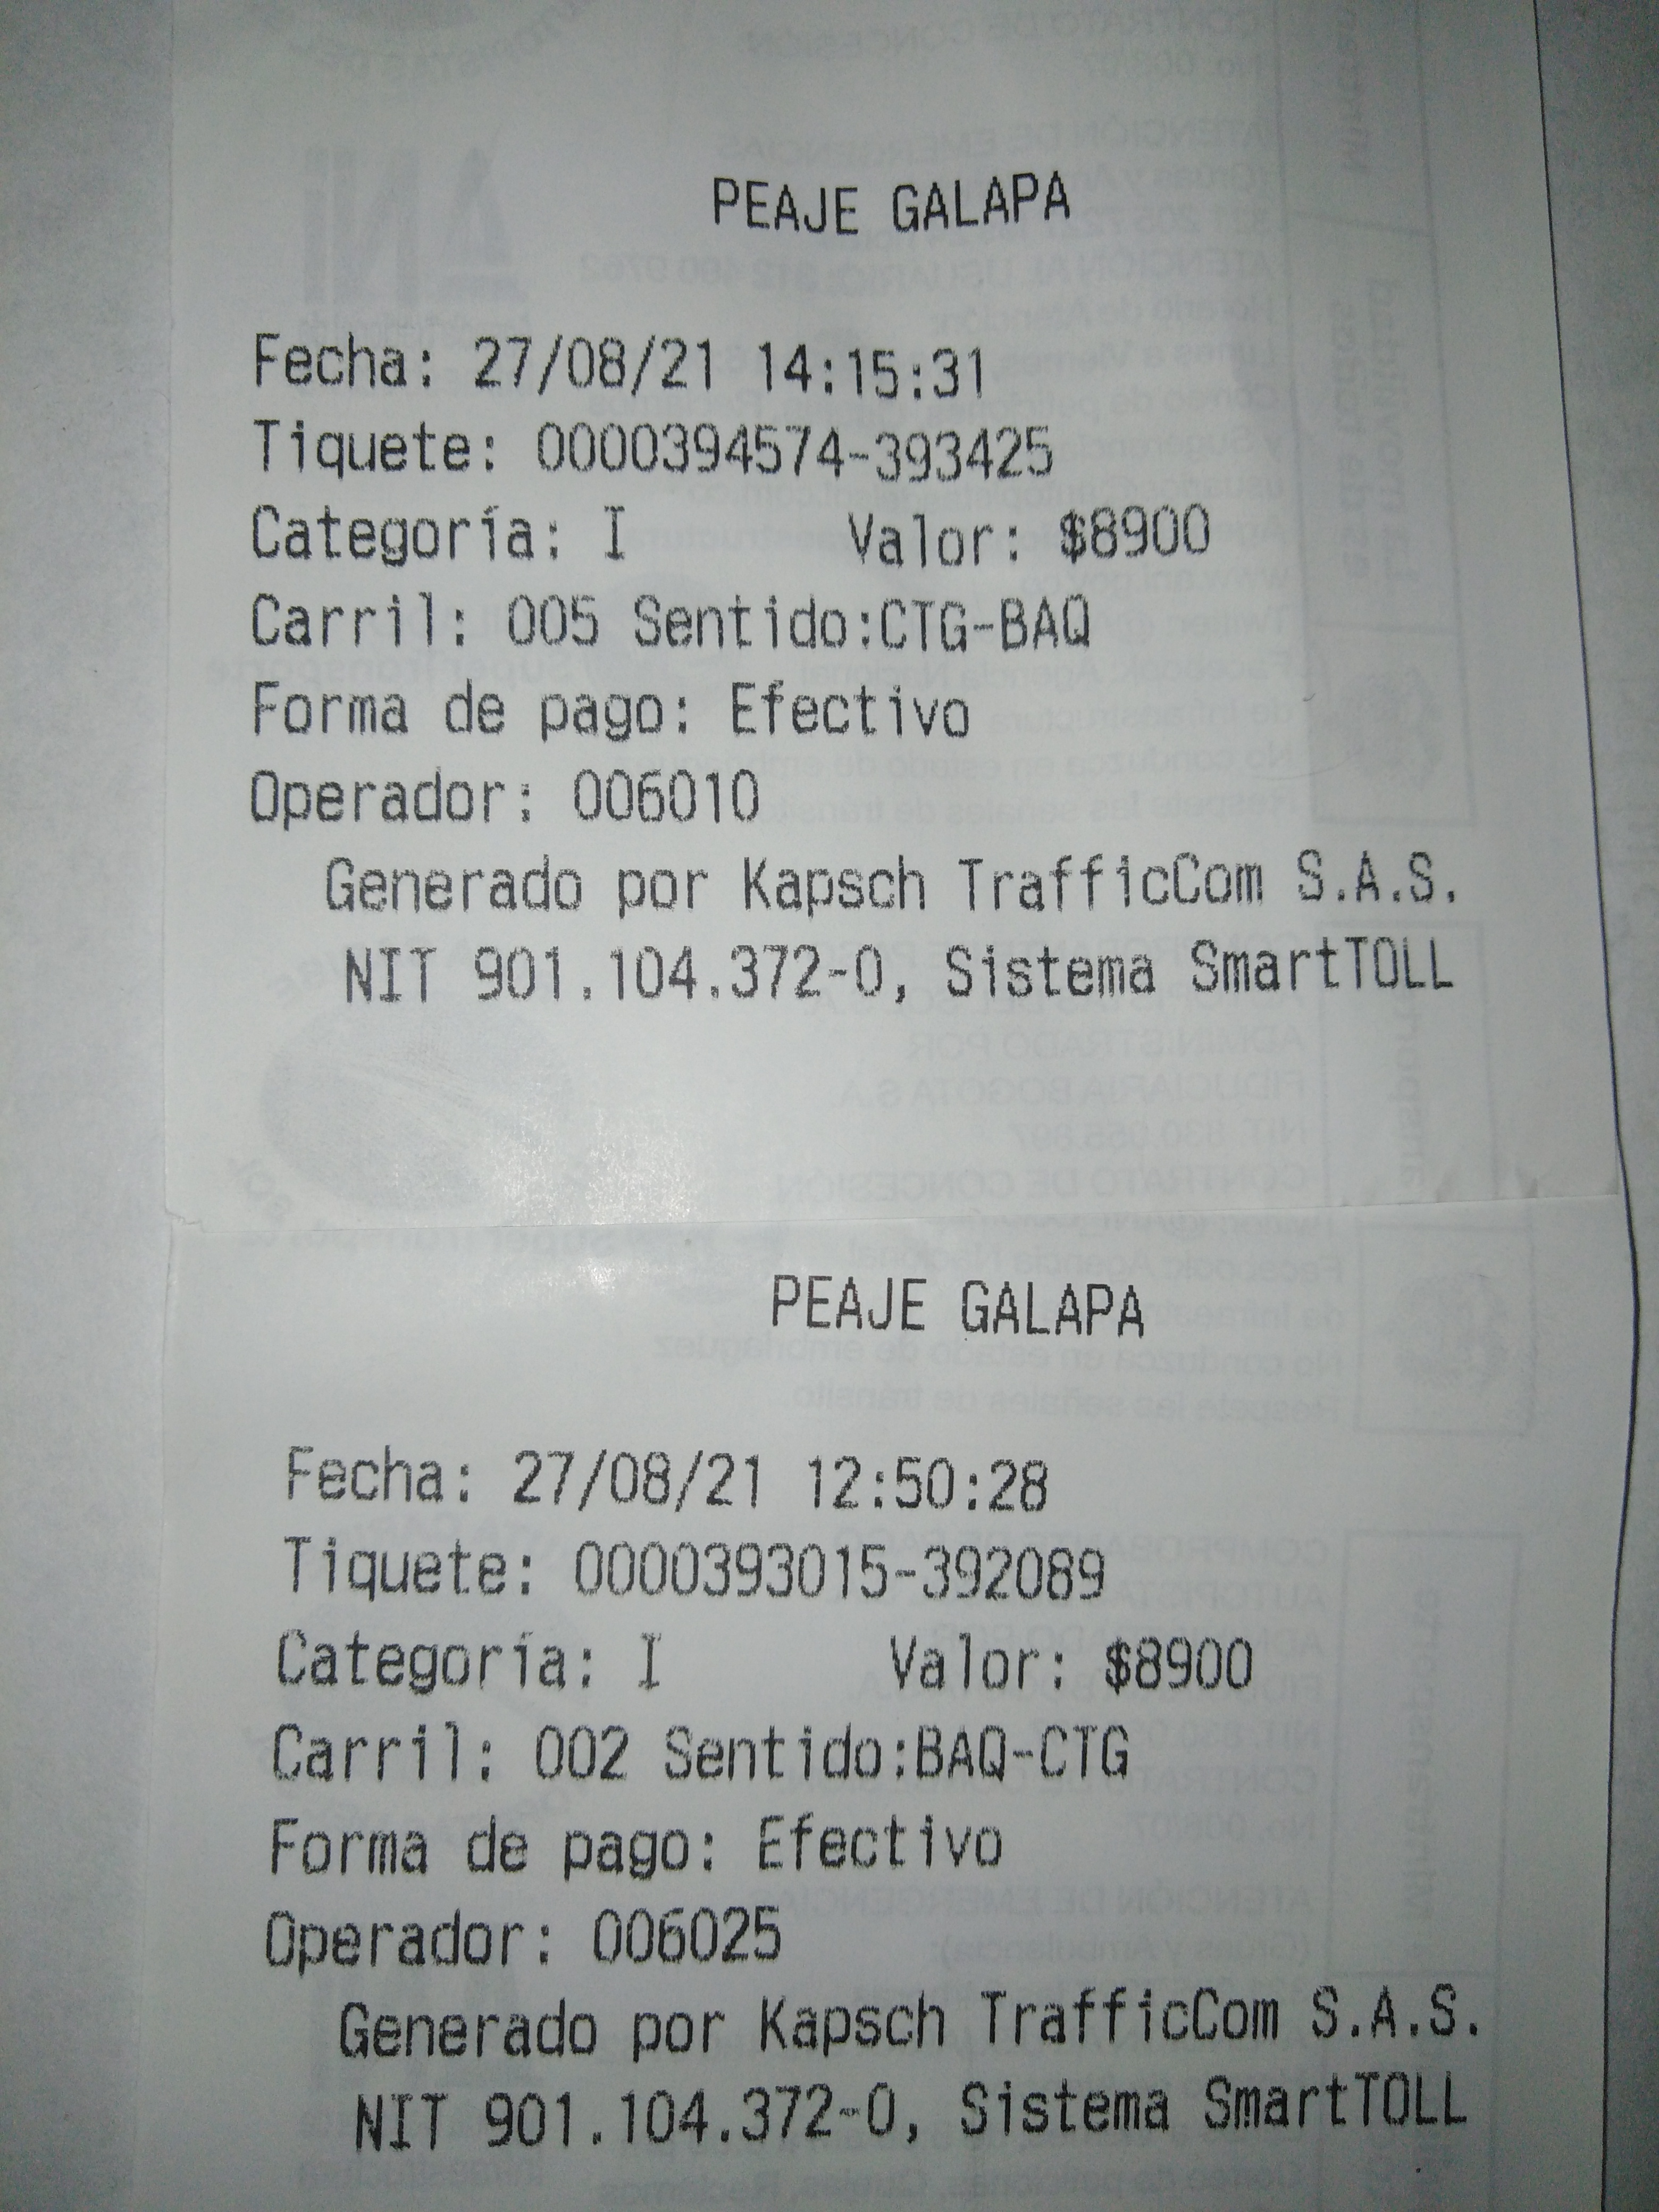 PEAJE GALAPA
Fecha: 27/08/21 14:15:31
Tiquete: 0000394574-393425
Categoría: I Valor: $8900
Carril: 005 Sentido:CTG-BAQ
Forma de pago: Efectivo
Operador: 006010
Generado por Kapsch TrafficCom S.A.S.
NIT 901.104.372-0, Sistema SmartTOLL
PEAJE GALAPA
Fecha: 27/08/21 12:50:28
Tiquete: 0000393015-392089
Categoría: I Valor: $8900
Carril: 002 Sentido:BAQ-CTG
Forma de pago: Efectivo
Operador: 006025
Generado por Kapsch TrafficCom S.A.S.
NIT 901.104.372-0, Sistema SmartTOLL